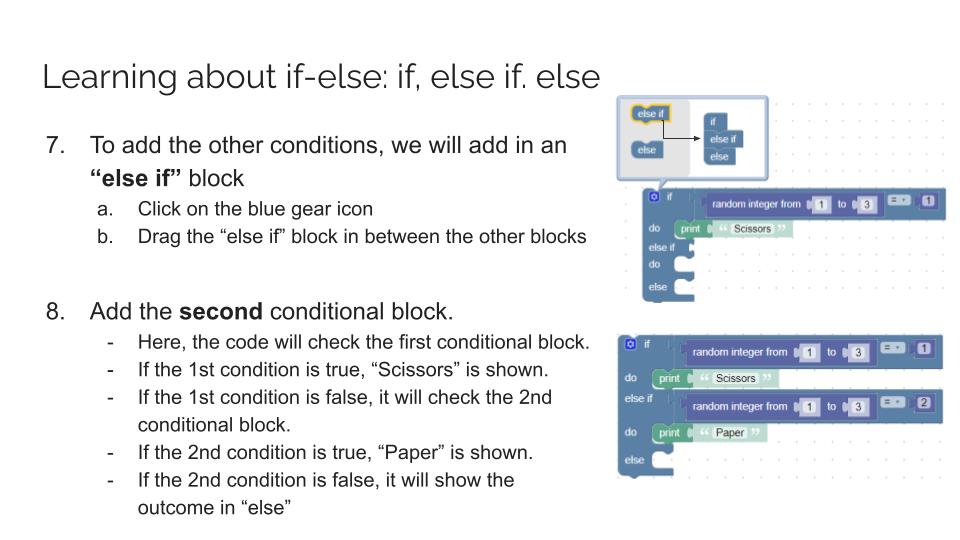 Learning about if-else: if, else if. else
7. To add the other conditions, we will add in an
“else if” block
a. Click on the blue gear icon
b. Drag the “else if” block in between the other blocks
8. Add the second conditional block.
- Here, the code will check the first conditional block.
- If the 1st condition is true, “Scissors” is shown.
- If the 1st condition is false, it will check the 2nd
conditional block.
- If the 2nd condition is true, “Paper” is shown.
- If the 2nd condition is false, it will show the
outcome in “else”
else if
else
if
else if
else
if random integer from 1 to 3 = 1
do print “ Scissors ”
else if
do
else
if random integer from 1 to 3 = 1
do print “ Scissors ”
else if random integer from 1 to 3 = 2
do print “ Paper ”
else